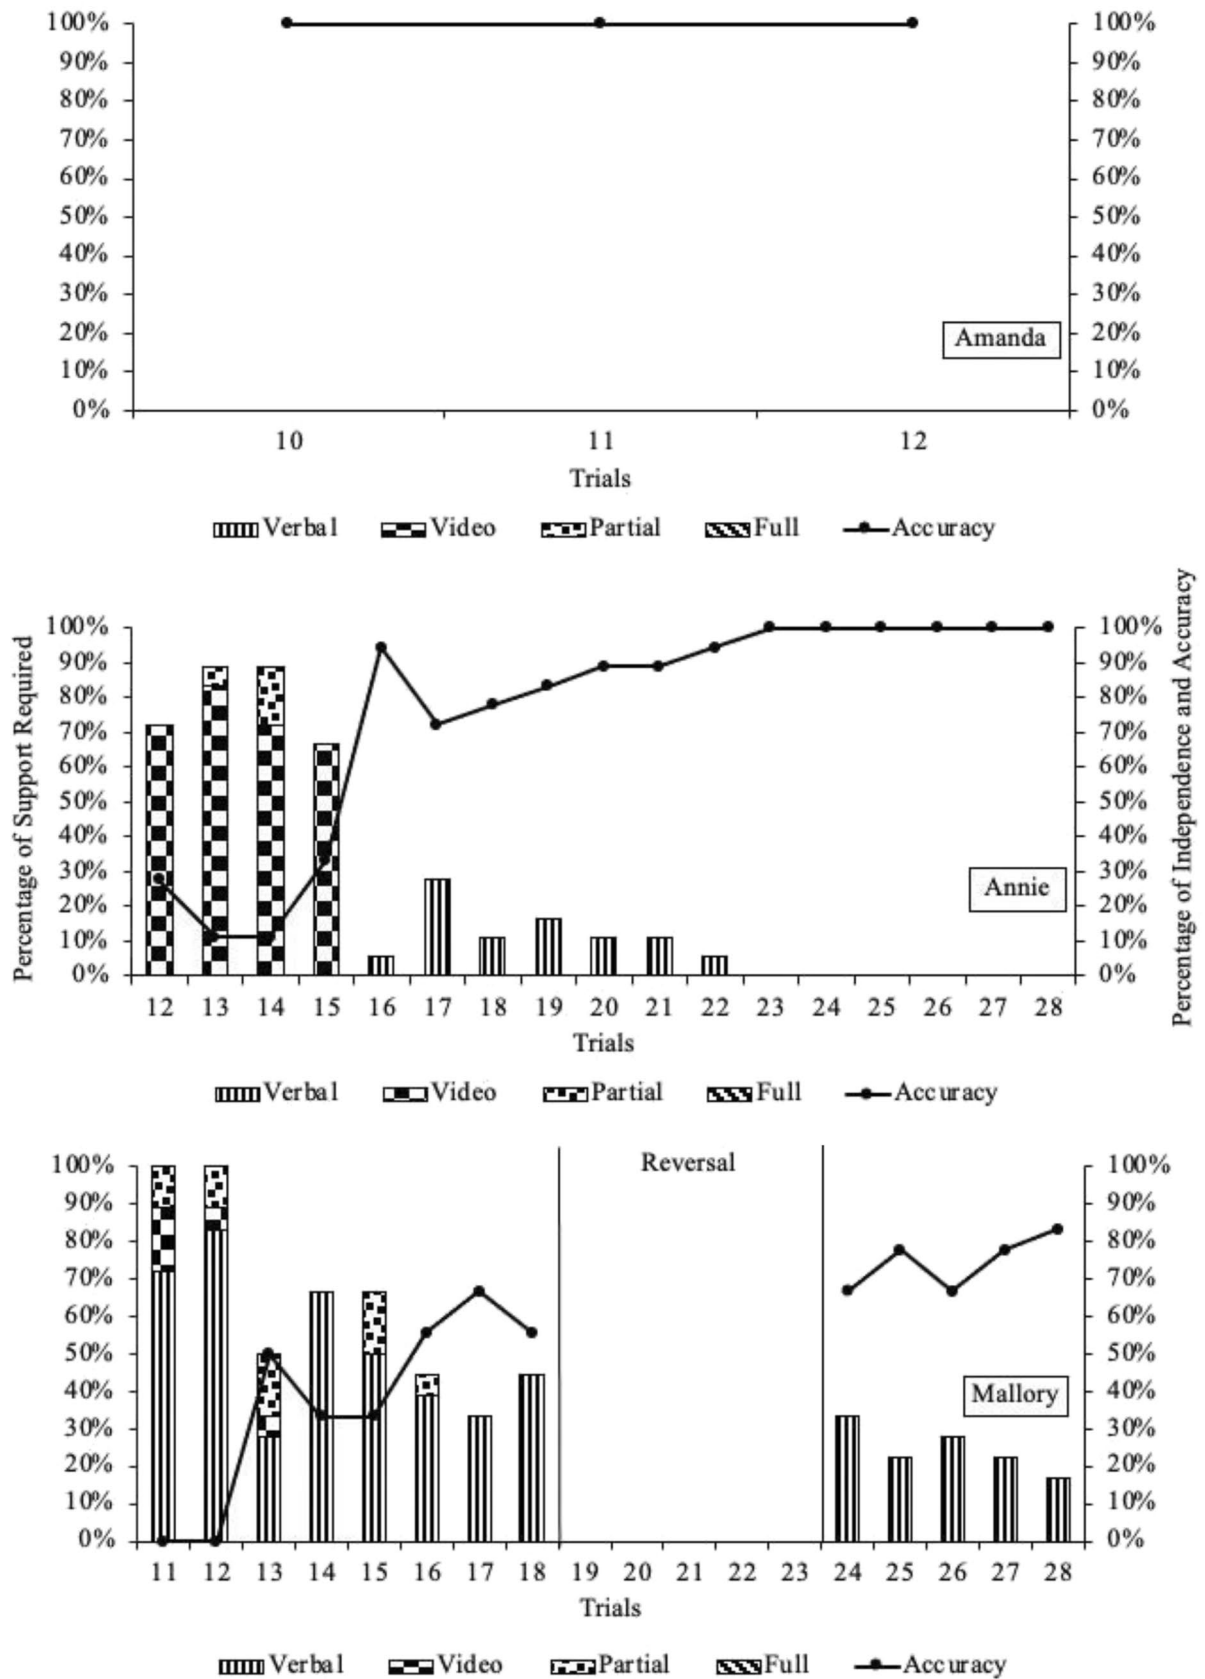 100% 100%
90% 90%
80% 80%
70% 70%
60% 60%
50% 50%
40% 40%
30% 30%
20% Amanda 20%
10% 10%
0% 0%
10 11 12
Trials
Verbal Video Partial Full Accuracy
Percentage of Support Required
Percentage of Independence and Accuracy
100% 100%
90% 90%
80% 80%
70% 70%
60% 60%
50% 50%
40% 40%
30% 30%
Annie
20% 20%
10% 10%
0% 0%
12 13 14 15 16 17 18 19 20 21 22 23 24 25 26 27 28
Trials
Verbal Video Partial Full Accuracy
Reversal
100% 100%
90% 90%
80% 80%
70% 70%
60% 60%
50% 50%
40% Mallory 40%
30% 30%
20% 20%
10% 10%
0% 0%
11 12 13 14 15 16 17 18 19 20 21 22 23 24 25 26 27 28
Trials
Verbal Video Partial Full Accuracy